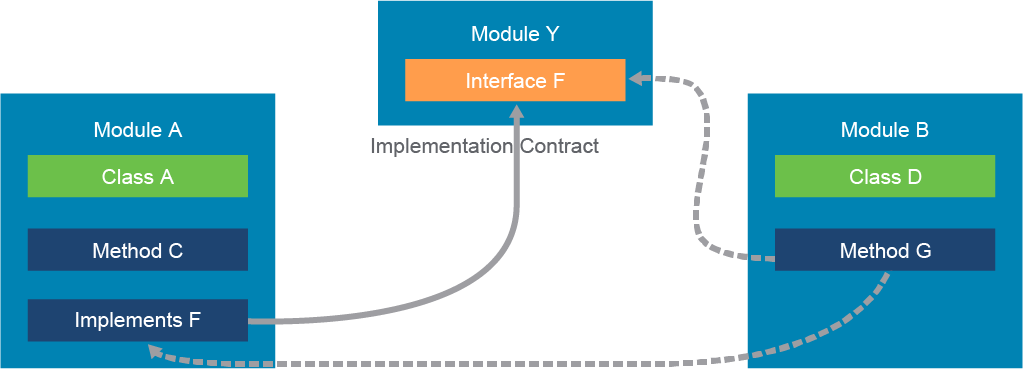 Module Y
Interface F
Implementation Contract
Module A
Class A
Method C
Implements F
Module B
Class D
Method G